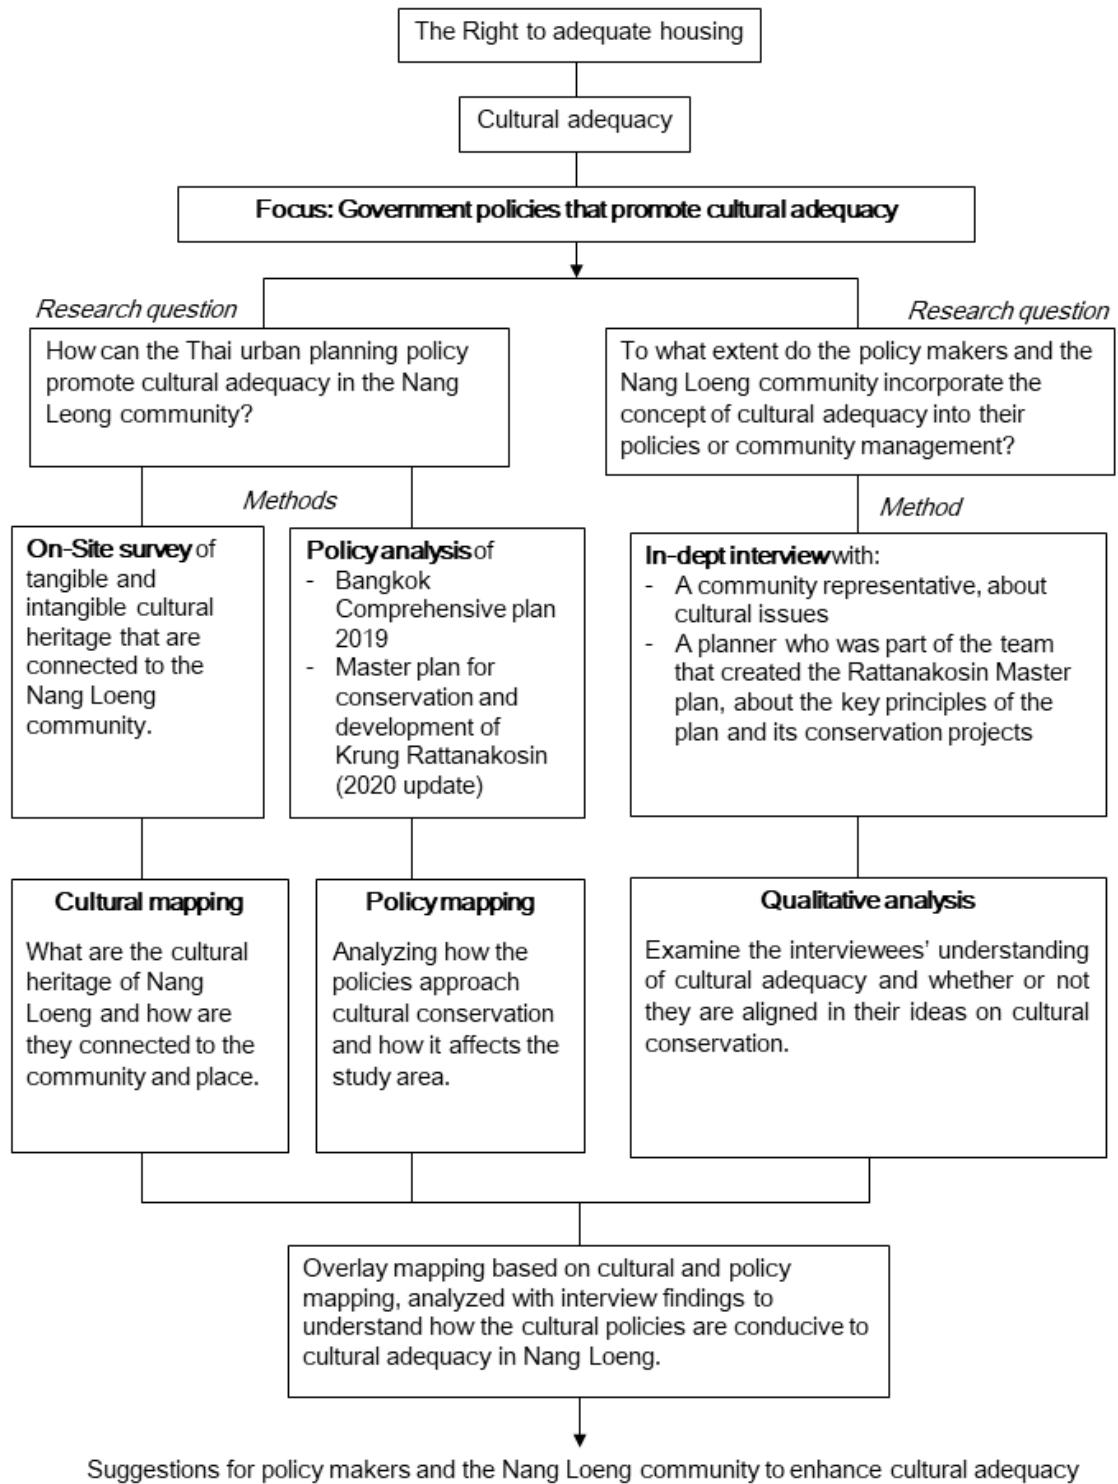 The Right to adequate housing
Cultural adequacy
Focus: Government policies that promote cultural adequacy
Research question
How can the Thai urban planning policy
promote cultural adequacy in the Nang
Leong community?
Research question
To what extent do the policy makers and the
Nang Loeng community incorporate the
concept of cultural adequacy into their
policies or community management?
Methods
On-Site survey of
tangible and
intangible cultural
heritage that are
connected to the
Nang Loeng
community.
Policy analysis of
- Bangkok
Comprehensive plan
2019
- Master plan for
conservation and
development of
Krung Rattanakosin
(2020 update)
Method
In-dept interview with:
- A community representative, about
cultural issues
- A planner who was part of the team
that created the Rattanakosin Master
plan, about the key principles of the
plan and its conservation projects
Cultural mapping
What are the cultural
heritage of Nang
Loeng and how are
they connected to the
community and place.
Policy mapping
Analyzing how the
policies approach
cultural conservation
and how it affects the
study area.
Qualitative analysis
Examine the interviewees’ understanding
of cultural adequacy and whether or not
they are aligned in their ideas on cultural
conservation.
Overlay mapping based on cultural and policy
mapping, analyzed with interview findings to
understand how the cultural policies are conducive to
cultural adequacy in Nang Loeng.
Suggestions for policy makers and the Nang Loeng community to enhance cultural adequacy